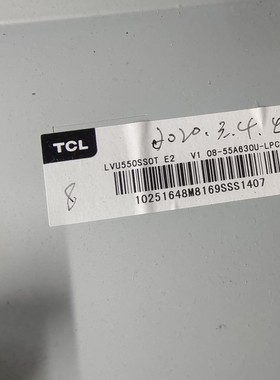 2020.3.4.
TCL
LVU550SSOT E2 V1 08-55A630U-LPC
8
10251648M8169SSS1407